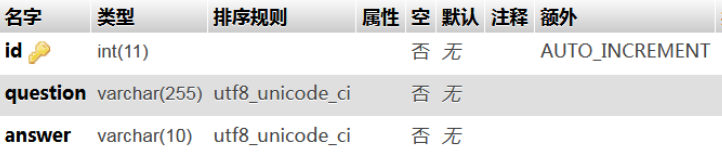 名字 类型 排序规则 属性 空 默认 注释 额外
id int(11) 否 无 AUTO_INCREMENT
question varchar(255) utf8_unicode_ci 否 无
answer varchar(10) utf8_unicode_ci 否 无